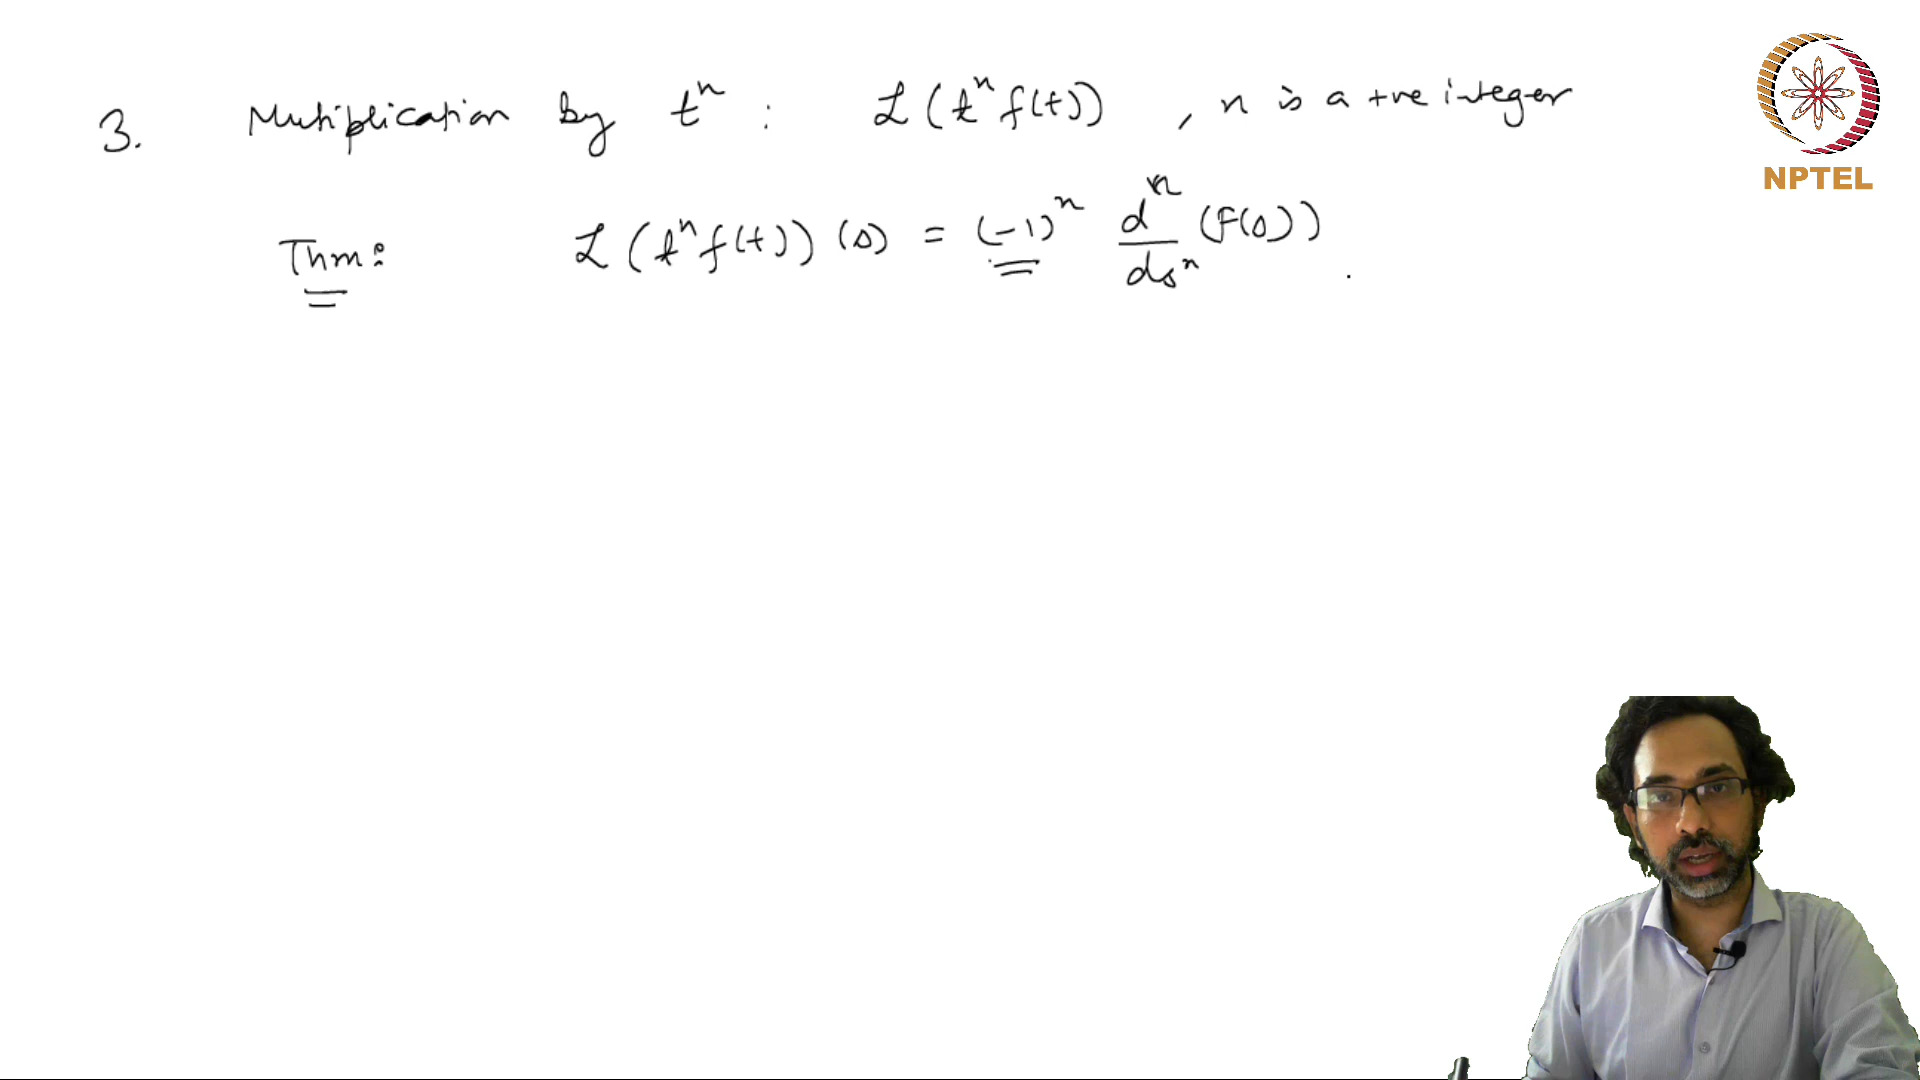 3. Multiplication by tⁿ : ℒ(tⁿ f(t)) , n is a +ve integer
Thm: ℒ(tⁿ f(t))(s) = (-1)ⁿ dⁿ/dsⁿ (F(s)) .
NPTEL